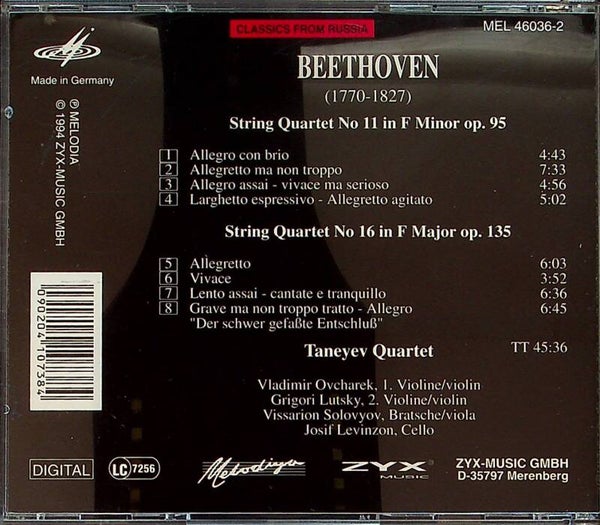 CLASSICS FROM RUSSIA
MEL 46036-2
Made in Germany
BEETHOVEN
(1770-1827)
String Quartet No 11 in F Minor op. 95
1 Allegro con brio 4:43
2 Allegretto ma non troppo 7:33
3 Allegro assai - vivace ma serioso 4:56
4 Larghetto espressivo - Allegretto agitato 5:02
String Quartet No 16 in F Major op. 135
5 Allegretto 6:03
6 Vivace 3:52
7 Lento assai - cantate e tranquillo 6:36
8 Grave ma non troppo tratto - Allegro 6:45
"Der schwer gefaßte Entschluß"
Taneyev Quartet TT 45:36
Vladimir Ovcharek, 1. Violine/violin
Grigori Lutsky, 2. Violine/violin
Vissarion Solovyov, Bratsche/viola
Josif Levinzon, Cello
℗ MELODIA
© 1994 ZYX-MUSIC GMBH
090204107384
DIGITAL
LC 7256
Melodiya
ZYX
MUSIC
ZYX-MUSIC GMBH
D-35797 Merenberg